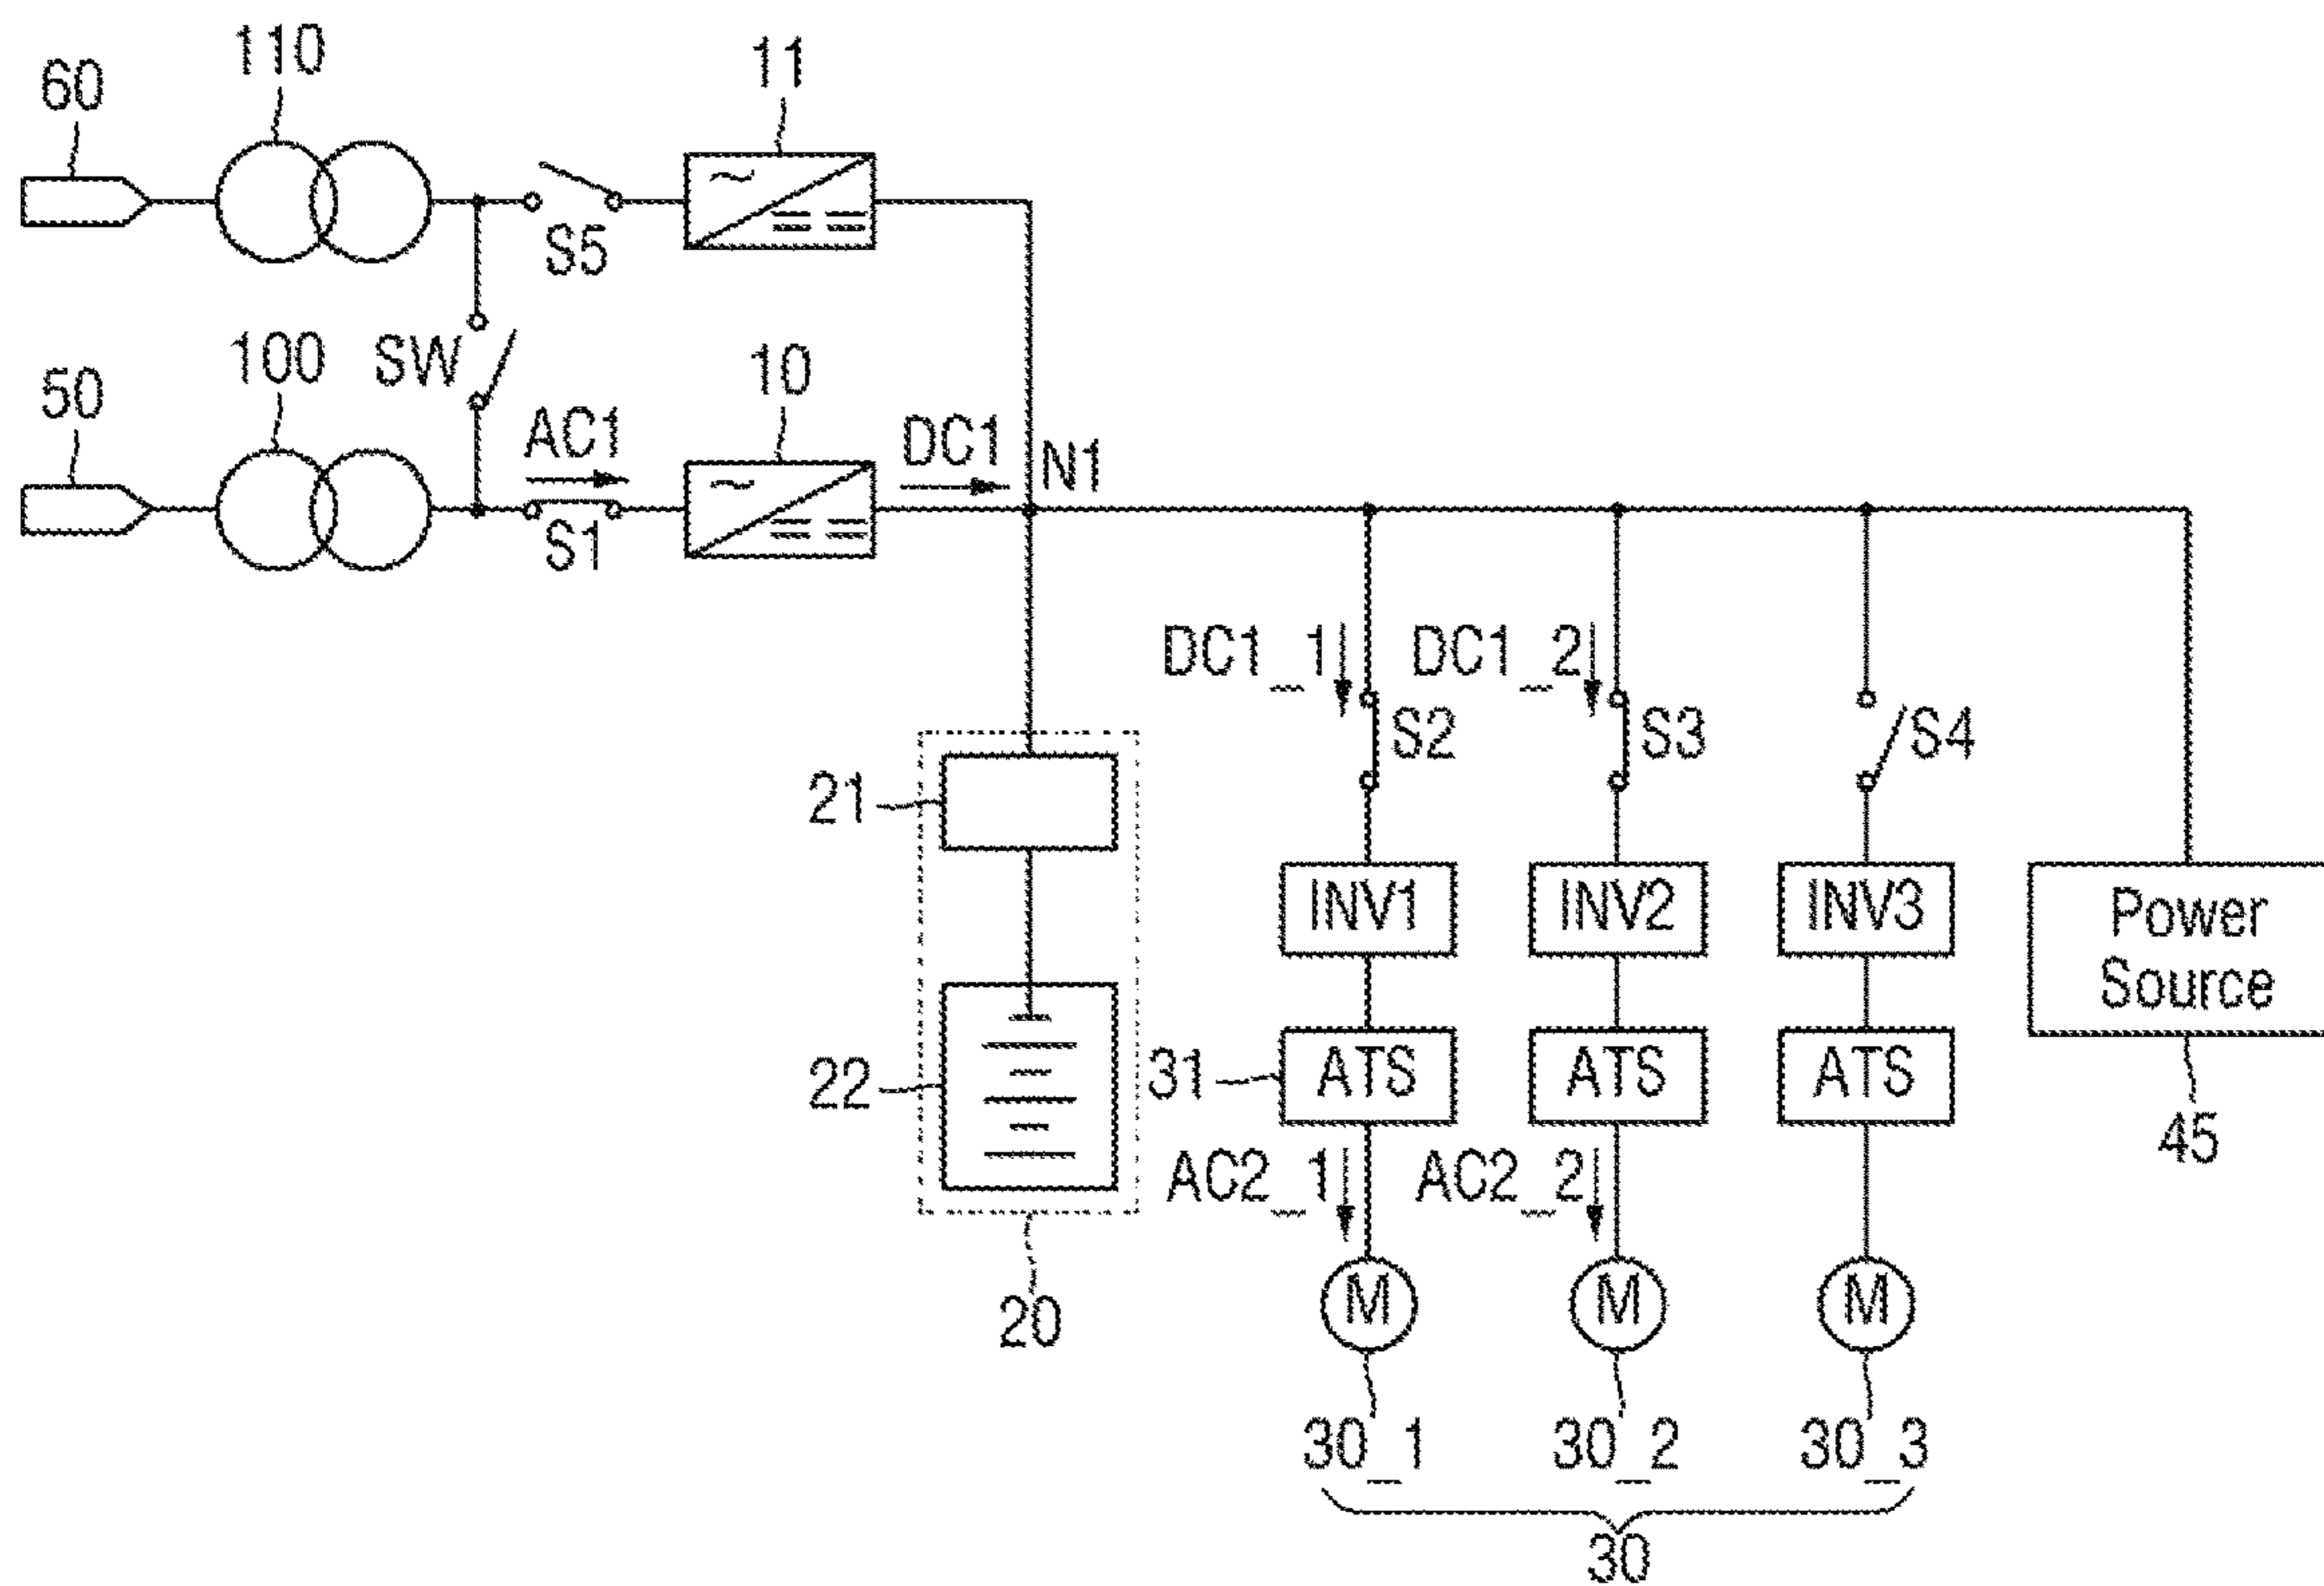 110
11
60
S5
100
SW
10
50
AC1
DC1
N1
S1
DC1_1
DC1_2
S2
S3
S4
21
INV1
INV2
INV3
Power
Source
22
31
ATS
ATS
ATS
45
AC2_1
AC2_2
20
M
M
M
30_1
30_2
30_3
30